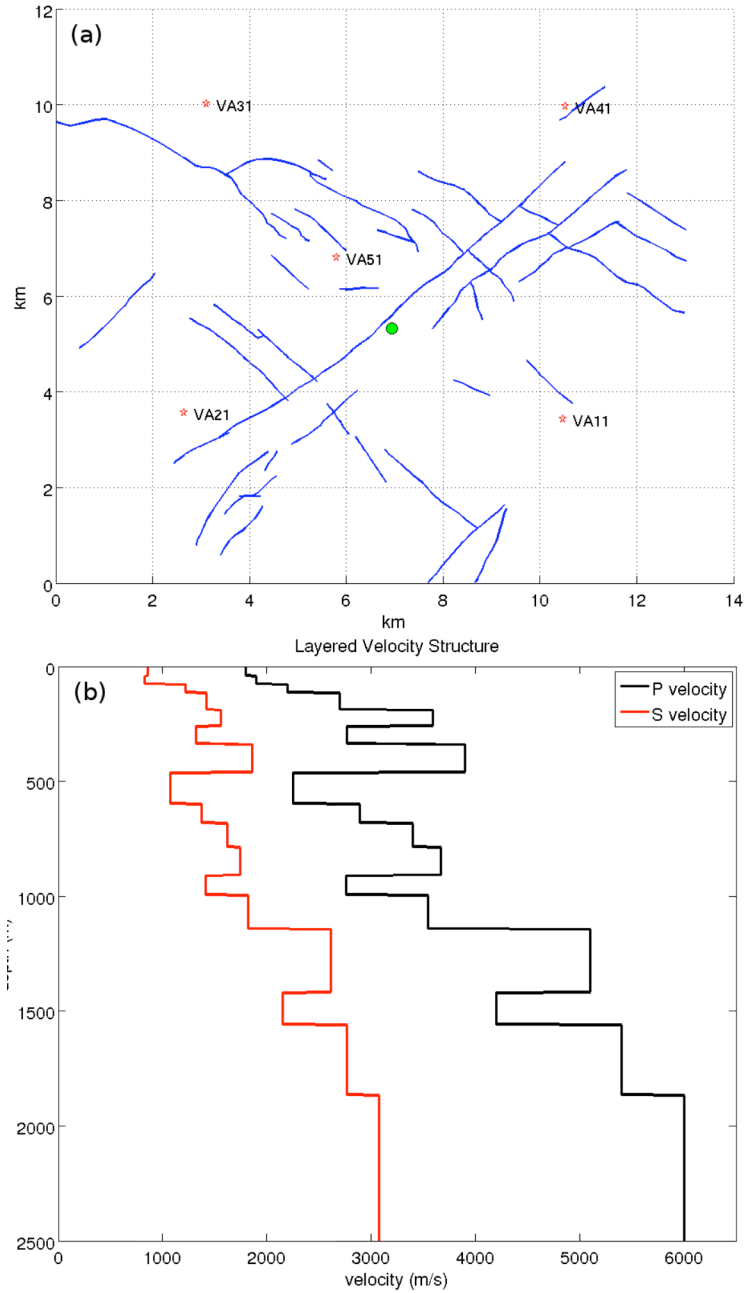 (a)
12
10
8
6
4
2
0
km
VA31
VA41
VA51
VA21
VA11
0 2 4 6 8 10 12 14
km
Layered Velocity Structure
(b)
P velocity
S velocity
0
500
1000
1500
2000
2500
0 1000 2000 3000 4000 5000 6000
velocity (m/s)